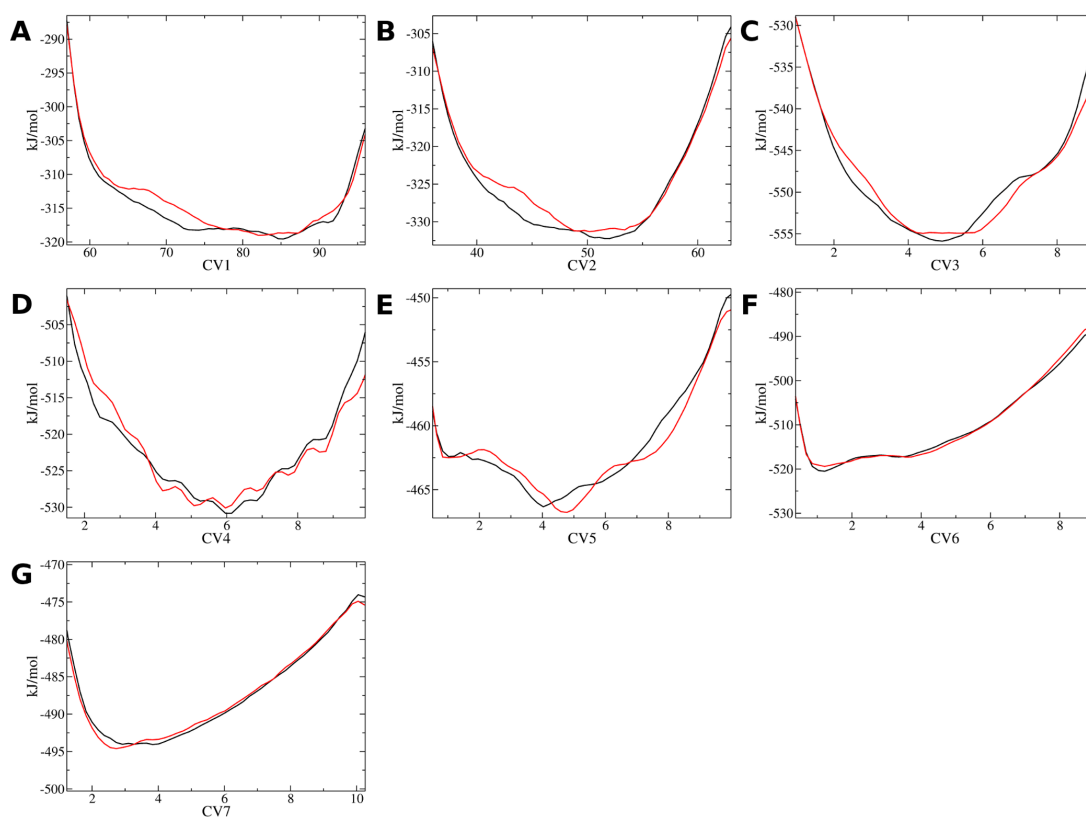 A
kJ/mol
-290
-295
-300
-305
-310
-315
-320
60 70 80 90
CV1
B
kJ/mol
-305
-310
-315
-320
-325
-330
40 50 60
CV2
C
kJ/mol
-530
-535
-540
-545
-550
-555
2 4 6 8
CV3
D
kJ/mol
-505
-510
-515
-520
-525
-530
2 4 6 8
CV4
E
kJ/mol
-450
-455
-460
-465
2 4 6 8
CV5
F
kJ/mol
-480
-490
-500
-510
-520
-530
2 4 6 8
CV6
G
kJ/mol
-470
-475
-480
-485
-490
-495
-500
2 4 6 8 10
CV7